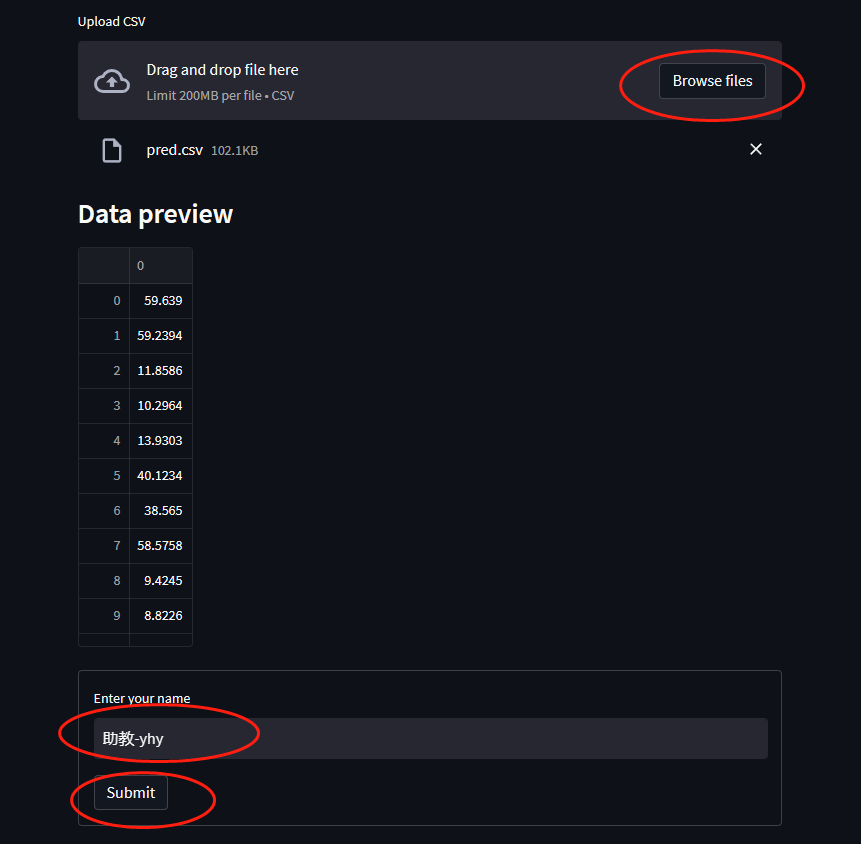 Upload CSV
Drag and drop file here
Limit 200MB per file • CSV
Browse files
pred.csv 102.1KB
Data preview
0
0 59.639
1 59.2394
2 11.8586
3 10.2964
4 13.9303
5 40.1234
6 38.565
7 58.5758
8 9.4245
9 8.8226
Enter your name
助教-yhy
Submit